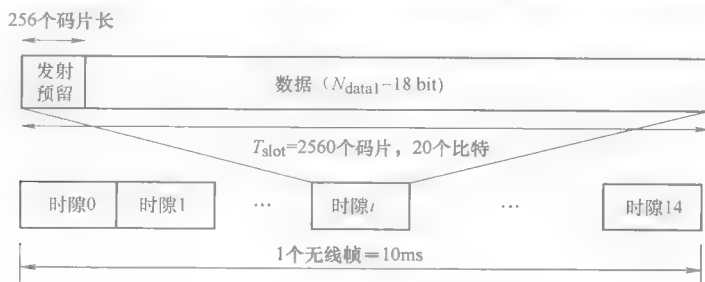 256个码片长
发射
预留
数据（Ndata1-18 bit）
Tslot=2560个码片，20个比特
时隙0 时隙1 … 时隙i … 时隙14
1个无线帧=10ms